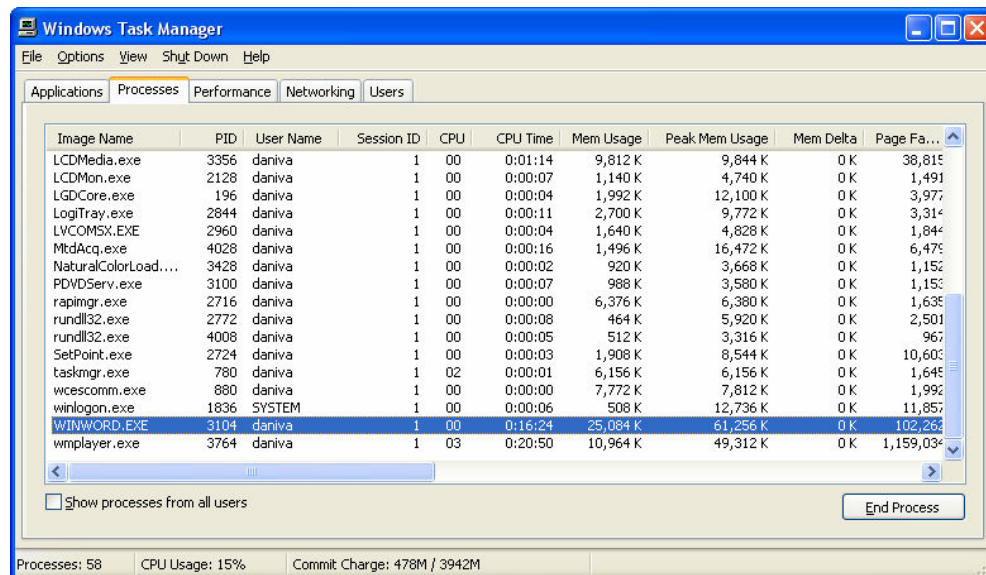 Windows Task Manager
File Options View Shut Down Help
Applications Processes Performance Networking Users
Image Name PID User Name Session ID CPU CPU Time Mem Usage Peak Mem Usage Mem Delta Page Fa...
LCDMedia.exe 3356 daniva 1 00 0:01:14 9,812 K 9,844 K 0 K 38,815
LCDMon.exe 2128 daniva 1 00 0:00:07 1,140 K 4,740 K 0 K 1,491
LGDCore.exe 196 daniva 1 00 0:00:04 1,992 K 12,100 K 0 K 3,977
LogiTray.exe 2844 daniva 1 00 0:00:11 2,700 K 9,772 K 0 K 3,314
LVCOMSX.EXE 2960 daniva 1 00 0:00:04 1,640 K 4,828 K 0 K 1,844
MtdAcq.exe 4028 daniva 1 00 0:00:16 1,496 K 16,472 K 0 K 6,479
NaturalColorLoad.... 3428 daniva 1 00 0:00:02 920 K 3,668 K 0 K 1,152
PDVDServ.exe 3100 daniva 1 00 0:00:07 988 K 3,580 K 0 K 1,153
rapimgr.exe 2716 daniva 1 00 0:00:00 6,376 K 6,380 K 0 K 1,635
rundll32.exe 2772 daniva 1 00 0:00:08 464 K 5,920 K 0 K 2,501
rundll32.exe 4008 daniva 1 00 0:00:05 512 K 3,316 K 0 K 967
SetPoint.exe 2724 daniva 1 00 0:00:03 1,908 K 8,544 K 0 K 10,603
taskmgr.exe 780 daniva 1 02 0:00:01 6,156 K 6,156 K 0 K 1,645
wcescomm.exe 880 daniva 1 00 0:00:00 7,772 K 7,812 K 0 K 1,992
winlogon.exe 1836 SYSTEM 1 00 0:00:06 508 K 12,736 K 0 K 11,857
WINWORD.EXE 3104 daniva 1 00 0:16:24 25,084 K 61,256 K 0 K 102,262
wmplayer.exe 3764 daniva 1 03 0:20:50 10,964 K 49,312 K 0 K 1,159,034
Show processes from all users
End Process
Processes: 58 CPU Usage: 15% Commit Charge: 478M / 3942M